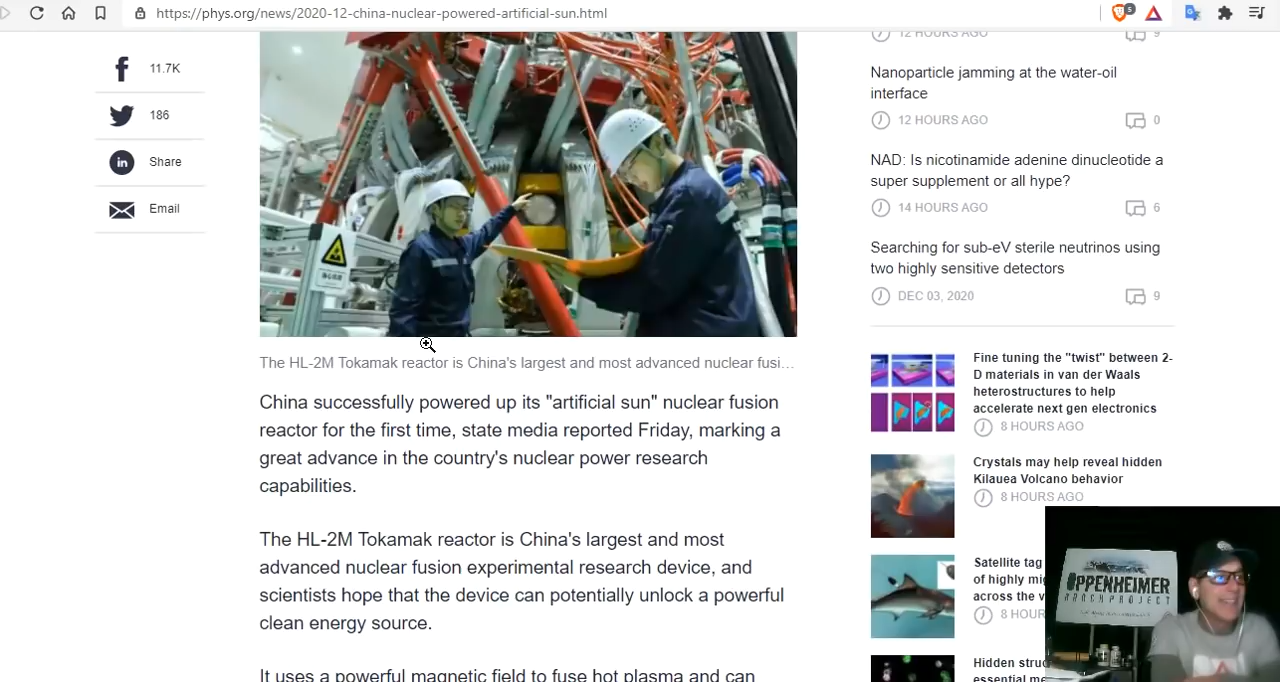 https://phys.org/news/2020-12-china-nuclear-powered-artificial-sun.html
5
11.7K
186
in
Share
Email
The HL-2M Tokamak reactor is China's largest and most advanced nuclear fusi...
China successfully powered up its "artificial sun" nuclear fusion
reactor for the first time, state media reported Friday, marking a
great advance in the country's nuclear power research
capabilities.
The HL-2M Tokamak reactor is China's largest and most
advanced nuclear fusion experimental research device, and
scientists hope that the device can potentially unlock a powerful
clean energy source.
It uses a powerful magnetic field to fuse hot plasma and can
12 HOURS AGO
9
Nanoparticle jamming at the water-oil
interface
12 HOURS AGO
0
NAD: Is nicotinamide adenine dinucleotide a
super supplement or all hype?
14 HOURS AGO
6
Searching for sub-eV sterile neutrinos using
two highly sensitive detectors
DEC 03, 2020
9
Fine tuning the "twist" between 2-
D materials in van der Waals
heterostructures to help
accelerate next gen electronics
8 HOURS AGO
Crystals may help reveal hidden
Kilauea Volcano behavior
8 HOURS AGO
Satellite tag
of highly mi
across the v
8 HOUR
Hidden struc
essential me
OPPENHEIMER
RANCH PROJECT